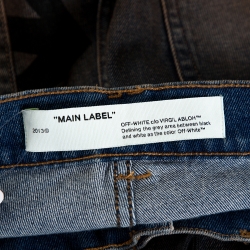 "MAIN LABEL"
OFF-WHITE c/o VIRGIL ABLOH™
2013©
Defining the grey area between black
and white as the color Off-White™